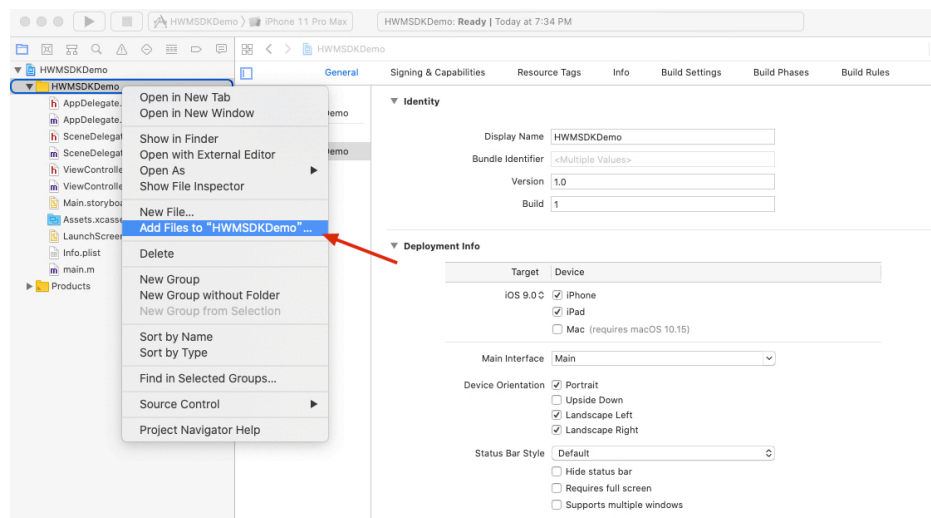 HWMSDKDemo
iPhone 11 Pro Max
HWMSDKDemo: Ready | Today at 7:34 PM
HWMSDKDemo
HWMSDKDemo
General
Signing & Capabilities
Resource Tags
Info
Build Settings
Build Phases
Build Rules
HWMSDKDemo
h AppDelegate.
m AppDelegate.
h SceneDelegat
m SceneDelegat
h ViewControlle
m ViewControlle
Main.storyboa
Assets.xcasse
LaunchScreen
Info.plist
m main.m
Products
Open in New Tab
Open in New Window
Show in Finder
Open with External Editor
Open As
Show File Inspector
New File...
Add Files to “HWMSDKDemo”...
Delete
New Group
New Group without Folder
New Group from Selection
Sort by Name
Sort by Type
Find in Selected Groups...
Source Control
Project Navigator Help
emo
emo
Identity
Display Name HWMSDKDemo
Bundle Identifier <Multiple Values>
Version 1.0
Build 1
Deployment Info
Target Device
iOS 9.0 iPhone
iPad
Mac (requires macOS 10.15)
Main Interface Main
Device Orientation Portrait
Upside Down
Landscape Left
Landscape Right
Status Bar Style Default
Hide status bar
Requires full screen
Supports multiple windows